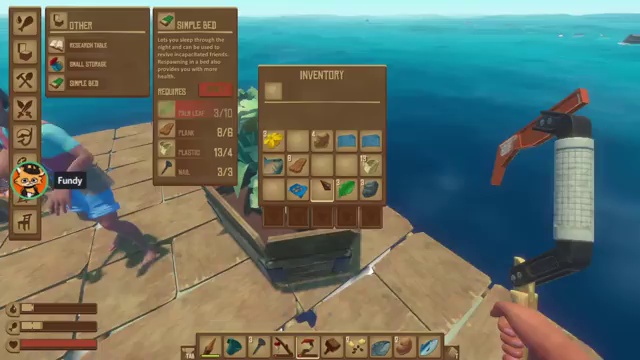 OTHER
RESEARCH TABLE
SMALL STORAGE
SIMPLE BED
SIMPLE BED
Lets you sleep through the
night and can be used to
revive incapacitated friends.
Respawning in a bed also
provides you with more
health.
REQUIRES
PALM LEAF 3/10
PLANK 8/6
PLASTIC 13/4
NAIL 3/3
INVENTORY
Fundy